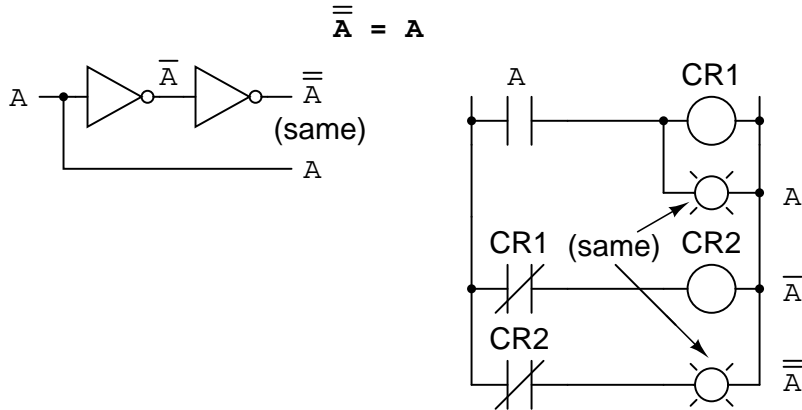 A̿ = A
A A̅ A̿
(same)
A
A CR1
A
CR1 (same) CR2
A̅
CR2
A̿